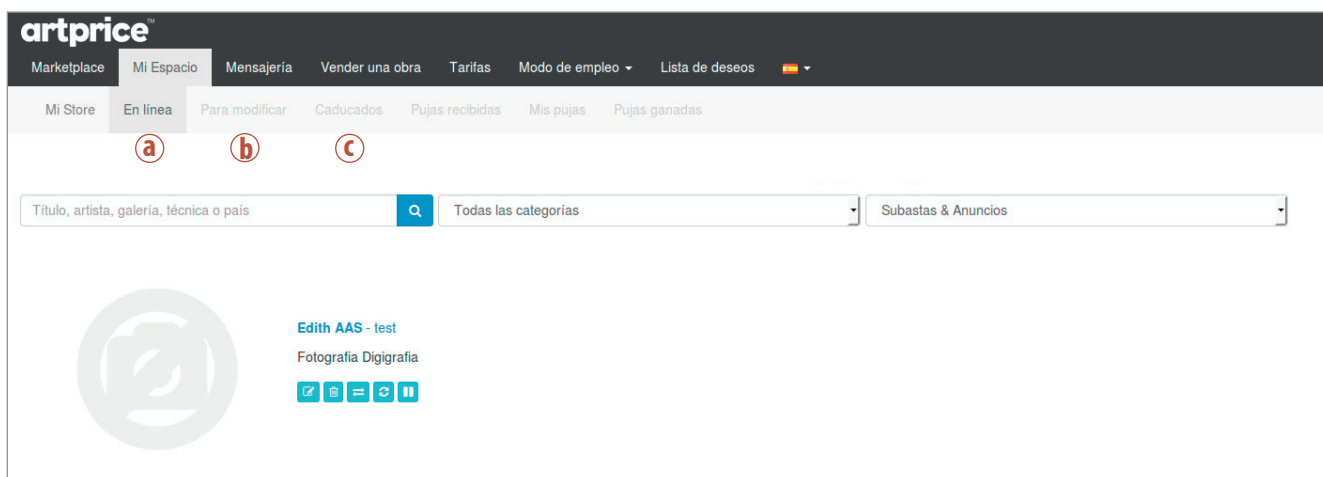 artprice™
Marketplace Mi Espacio Mensajería Vender una obra Tarifas Modo de empleo Lista de deseos
Mi Store En línea Para modificar Caducados Pujas recibidas Mis pujas Pujas ganadas
a b c
Título, artista, galería, técnica o país Todas las categorías Subastas & Anuncios
Edith AAS - test
Fotografia Digigrafia